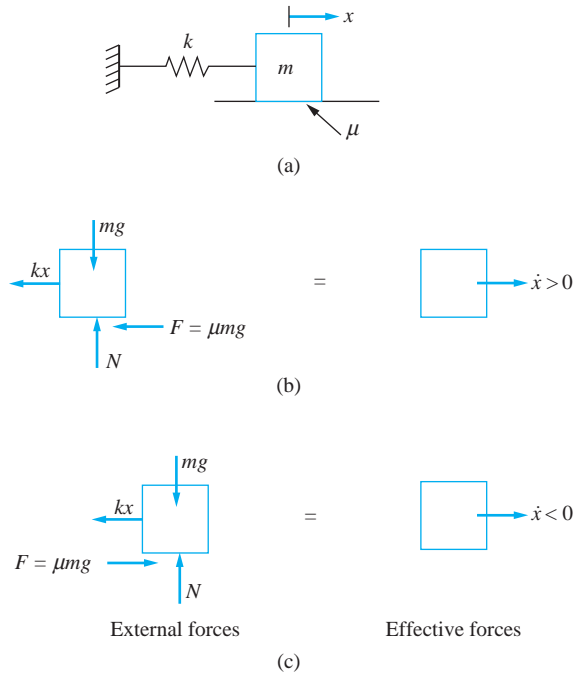 x
k
m
μ
(a)
mg
kx
=
ẋ > 0
F = μmg
N
(b)
mg
kx
=
ẋ < 0
F = μmg
N
External forces
Effective forces
(c)